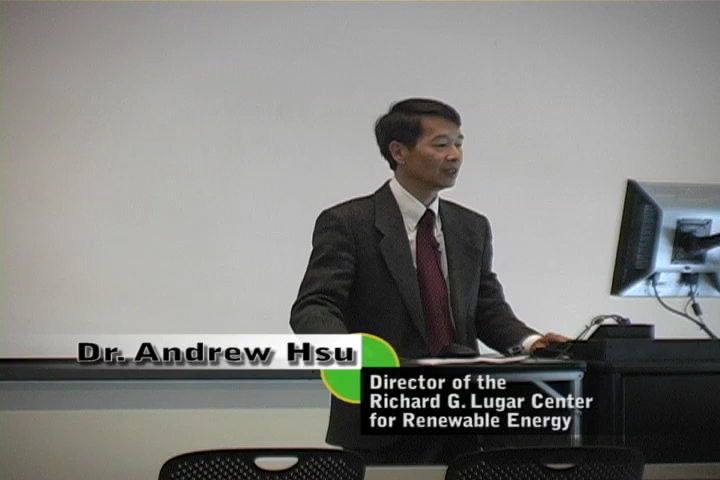 Dr. Andrew Hsu
Director of the
Richard G. Lugar Center
for Renewable Energy